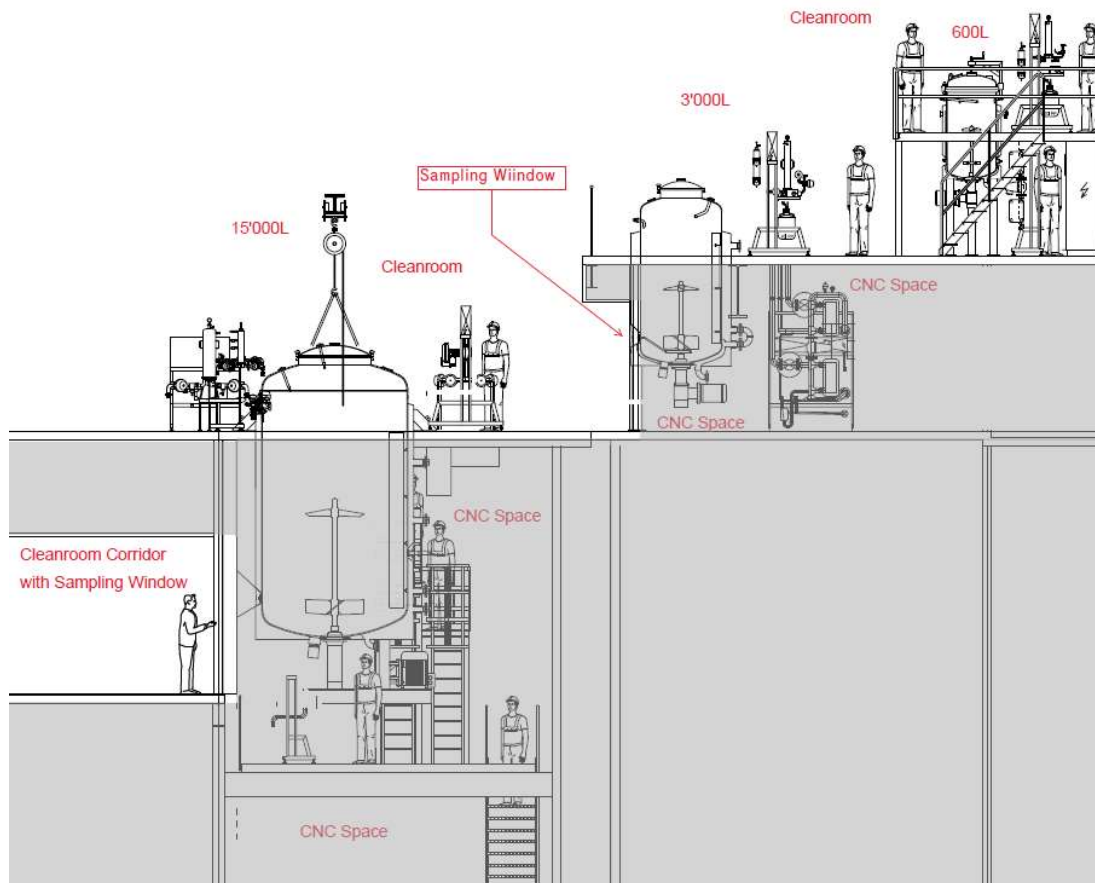 Cleanroom
600L
3'000L
Sampling Wiindow
15'000L
Cleanroom
CNC Space
CNC Space
CNC Space
Cleanroom Corridor
with Sampling Window
CNC Space